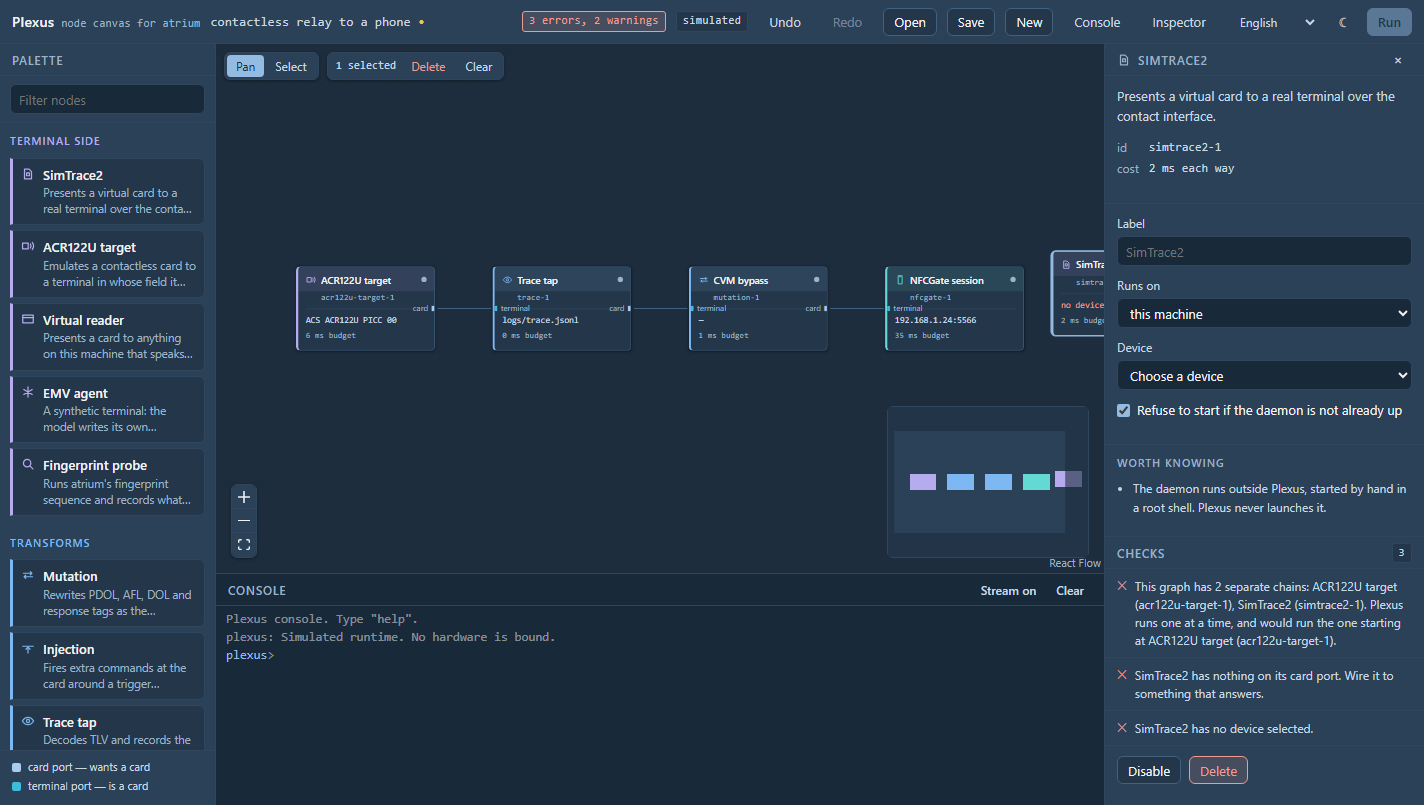 Plexus node canvas for atrium contactless relay to a phone
3 errors, 2 warnings
simulated
Undo
Redo
Open
Save
New
Console
Inspector
English
Run
PALETTE
Filter nodes
TERMINAL SIDE
SimTrace2
Presents a virtual card to a
real terminal over the conta...
ACR122U target
Emulates a contactless card to
a terminal in whose field it...
Virtual reader
Presents a card to anything
on this machine that speaks...
EMV agent
A synthetic terminal: the
model writes its own...
Fingerprint probe
Runs atrium's fingerprint
sequence and records what...
TRANSFORMS
Mutation
Rewrites PDOL, AFL, DOL and
response tags as the...
Injection
Fires extra commands at the
card around a trigger...
Trace tap
Decodes TLV and records the
card port — wants a card
terminal port — is a card
Pan
Select
1 selected
Delete
Clear
ACR122U target
acr122u-target-1
card
ACS ACR122U PICC 00
6 ms budget
Trace tap
trace-1
terminal
card
logs/trace.jsonl
0 ms budget
CVM bypass
mutation-1
terminal
card
—
1 ms budget
NFCGate session
nfcgate-1
terminal
192.168.1.24:5566
35 ms budget
SimTra
simtra
no device
2 ms budg
React Flow
CONSOLE
Stream on
Clear
Plexus console. Type "help".
plexus: Simulated runtime. No hardware is bound.
plexus>
SIMTRACE2
×
Presents a virtual card to a real terminal over the
contact interface.
id simtrace2-1
cost 2 ms each way
Label
SimTrace2
Runs on
this machine
Device
Choose a device
Refuse to start if the daemon is not already up
WORTH KNOWING
• The daemon runs outside Plexus, started by hand in
a root shell. Plexus never launches it.
CHECKS
3
This graph has 2 separate chains: ACR122U target
(acr122u-target-1), SimTrace2 (simtrace2-1). Plexus
runs one at a time, and would run the one starting
at ACR122U target (acr122u-target-1).
SimTrace2 has nothing on its card port. Wire it to
something that answers.
SimTrace2 has no device selected.
Disable
Delete